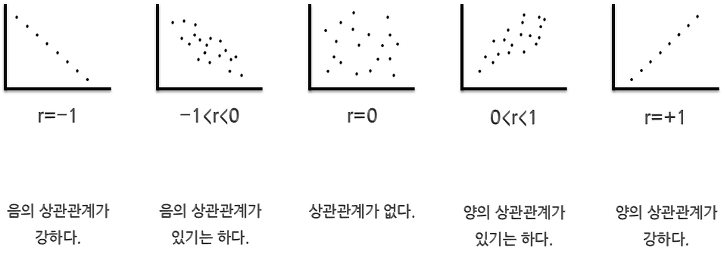 r=-1
-1<r<0
r=0
0<r<1
r=+1
음의 상관관계가
강하다.
음의 상관관계가
있기는 하다.
상관관계가 없다.
양의 상관관계가
있기는 하다.
양의 상관관계가
강하다.